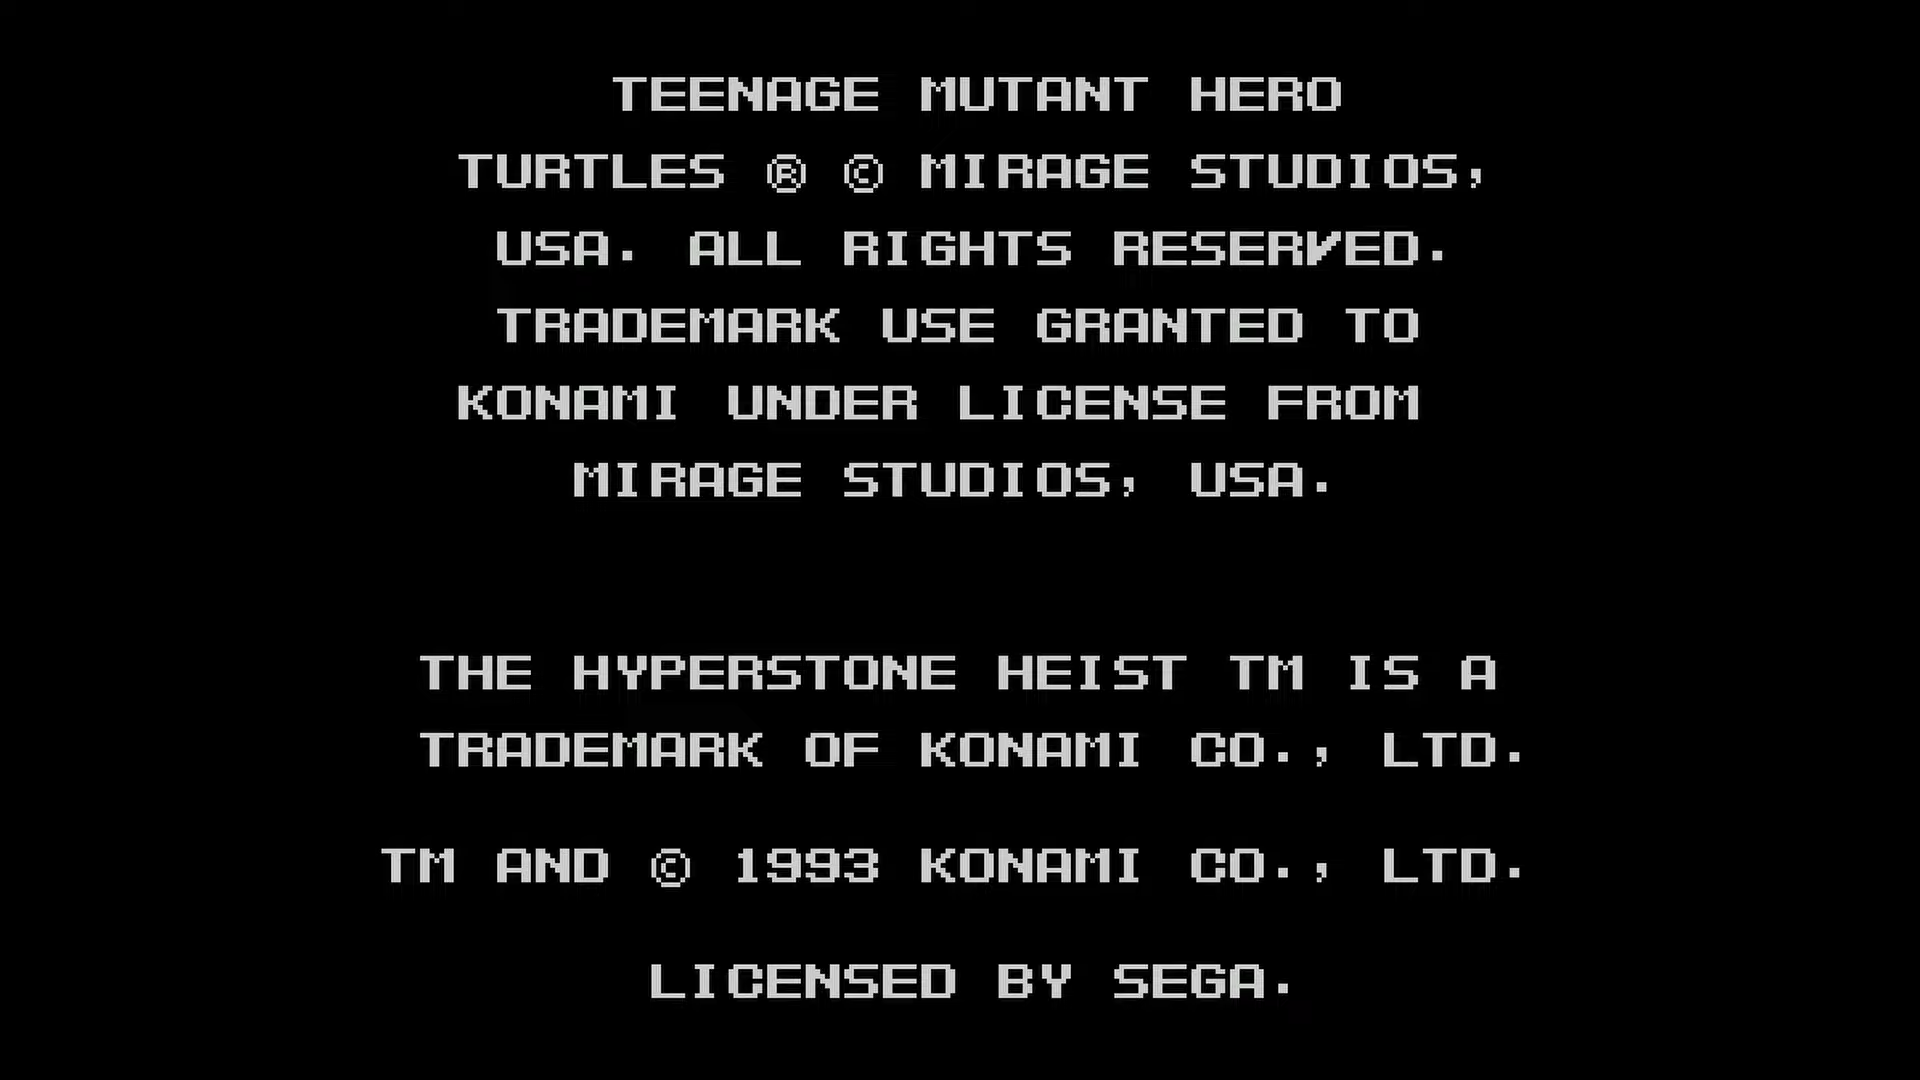 TEENAGE MUTANT HERO
TURTLES ® © MIRAGE STUDIOS,
USA. ALL RIGHTS RESERVED.
TRADEMARK USE GRANTED TO
KONAMI UNDER LICENSE FROM
MIRAGE STUDIOS, USA.
THE HYPERSTONE HEIST TM IS A
TRADEMARK OF KONAMI CO., LTD.
TM AND © 1993 KONAMI CO., LTD.
LICENSED BY SEGA.